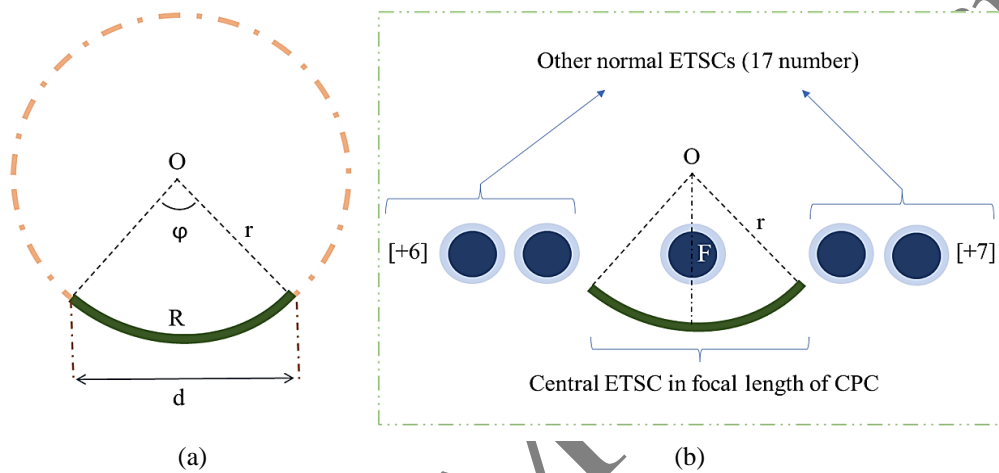 O
φ
r
R
d
(a)
Other normal ETSCs (17 number)
O
r
[+6]
F
[+7]
Central ETSC in focal length of CPC
(b)